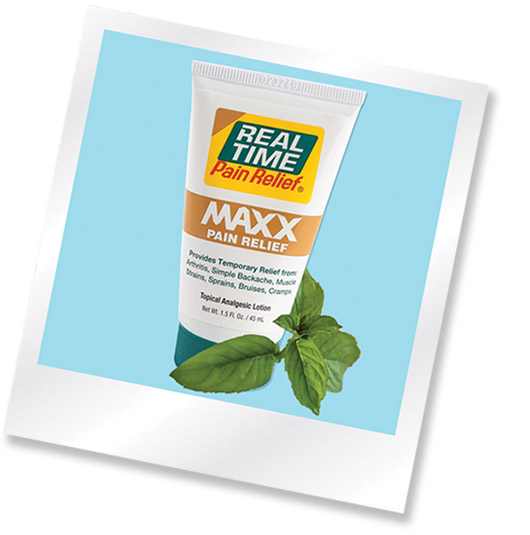 023248
REAL
TIME
Pain Relief®
MAXX
PAIN RELIEF
Provides Temporary Relief from:
Arthritis, Simple Backache, Muscle
Strains, Sprains, Bruises, Cramps
Topical Analgesic Lotion
Net Wt. 1.5 Fl. Oz. / 45 mL